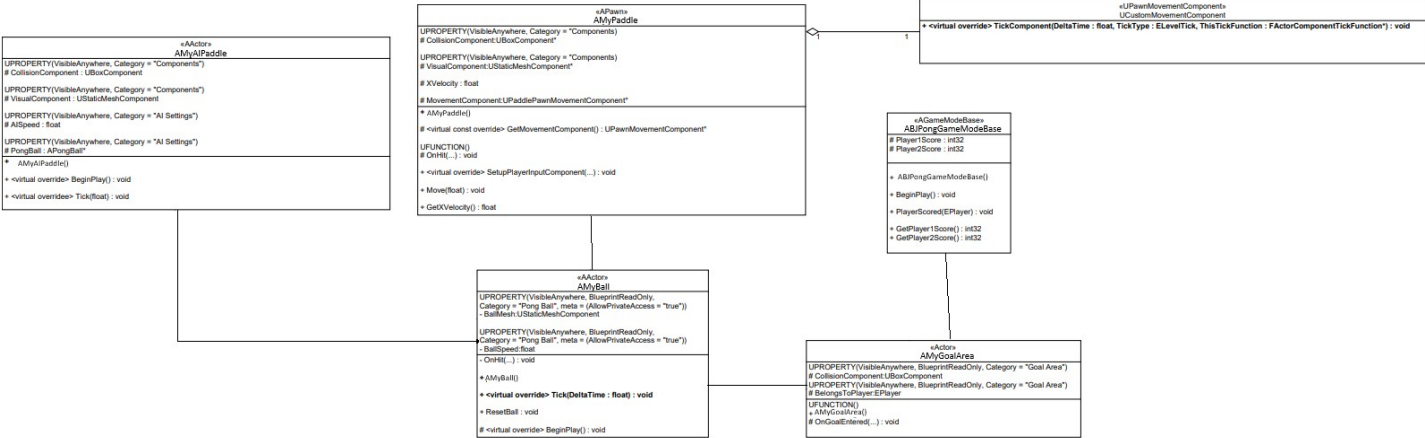 «AActor»
AMyAIPaddle
UPROPERTY(VisibleAnywhere, Category = "Components")
# CollisionComponent : UBoxComponent
UPROPERTY(VisibleAnywhere, Category = "Components")
# VisualComponent : UStaticMeshComponent
UPROPERTY(VisibleAnywhere, Category = "AI Settings")
# AISpeed : float
UPROPERTY(VisibleAnywhere, Category = "AI Settings")
# PongBall : APongBall*
+ AMyAIPaddle()
+ <virtual override> BeginPlay() : void
+ <virtual overridee> Tick(float) : void
«APawn»
AMyPaddle
UPROPERTY(VisibleAnywhere, Category = "Components)
# CollisionComponent:UBoxComponent*
UPROPERTY(VisibleAnywhere, Category = "Components)
# VisualComponent:UStaticMeshComponent*
# XVelocity : float
# MovementComponent:UPaddlePawnMovementComponent*
+ AMyPaddle()
# <virtual const override> GetMovementComponent() : UPawnMovementComponent*
UFUNCTION()
# OnHit(...) : void
+ <virtual override> SetupPlayerInputComponent(...) : void
+ Move(float) : void
+ GetXVelocity() : float
1
1
«UPawnMovementComponent»
UCustomMovementComponent
+ <virtual override> TickComponent(DeltaTime : float, TickType : ELevelTick, ThisTickFunction : FActorComponentTickFunction*) : void
«AGameModeBase»
ABJPongGameModeBase
# Player1Score : int32
# Player2Score : int32
+ ABJPongGameModeBase()
+ BeginPlay() : void
+ PlayerScored(EPlayer) : void
+ GetPlayer1Score() : int32
+ GetPlayer2Score() : int32
«AActor»
AMyBall
UPROPERTY(VisibleAnywhere, BlueprintReadOnly,
Category = "Pong Ball", meta = (AllowPrivateAccess = "true"))
- BallMesh:UStaticMeshComponent
UPROPERTY(VisibleAnywhere, BlueprintReadOnly,
Category = "Pong Ball", meta = (AllowPrivateAccess = "true"))
- BallSpeed:float
- OnHit(...) : void
+ AMyBall()
+ <virtual override> Tick(DeltaTime : float) : void
+ ResetBall : void
# <virtual override> BeginPlay() : void
«Actor»
AMyGoalArea
UPROPERTY(VisibleAnywhere, BlueprintReadOnly, Category = "Goal Area")
# CollisionComponent:UBoxComponent
UPROPERTY(VisibleAnywhere, BlueprintReadOnly, Category = "Goal Area")
# BelongsToPlayer:EPlayer
UFUNCTION()
+ AMyGoalArea()
# OnGoalEntered(...) : void